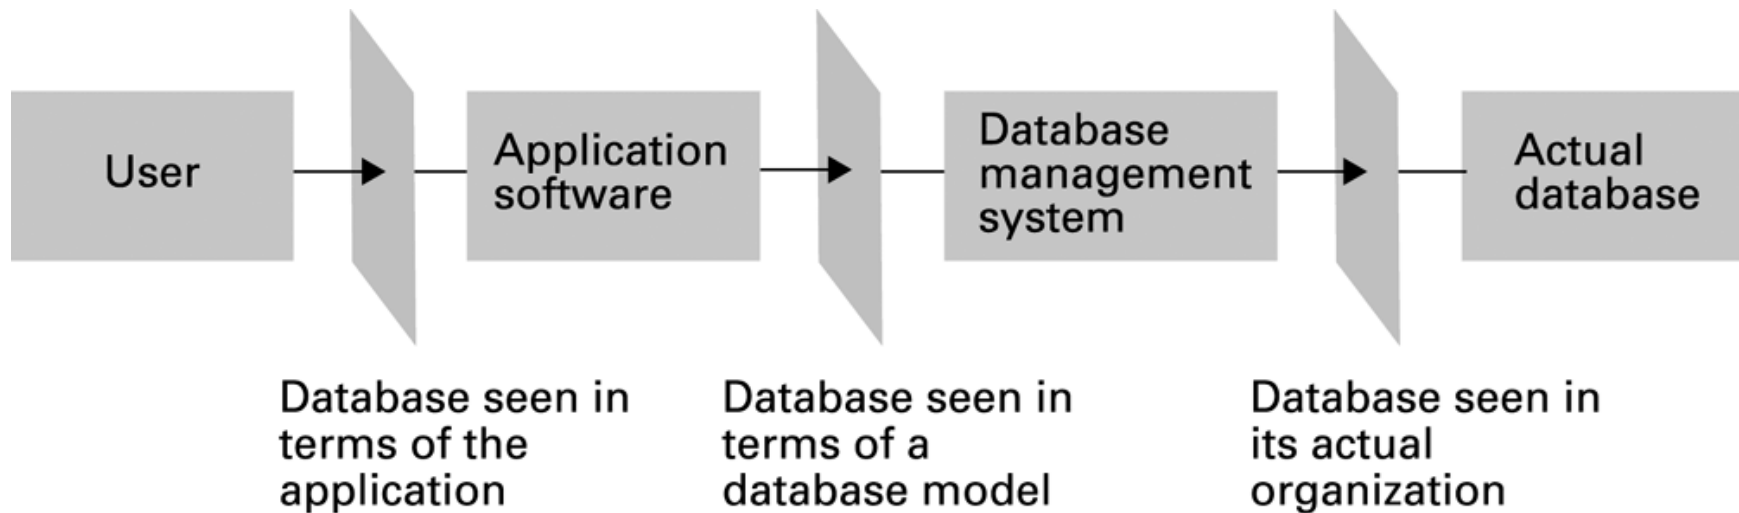 User
Application
software
Database
management
system
Actual
database
Database seen in
terms of the
application
Database seen in
terms of a
database model
Database seen in
its actual
organization